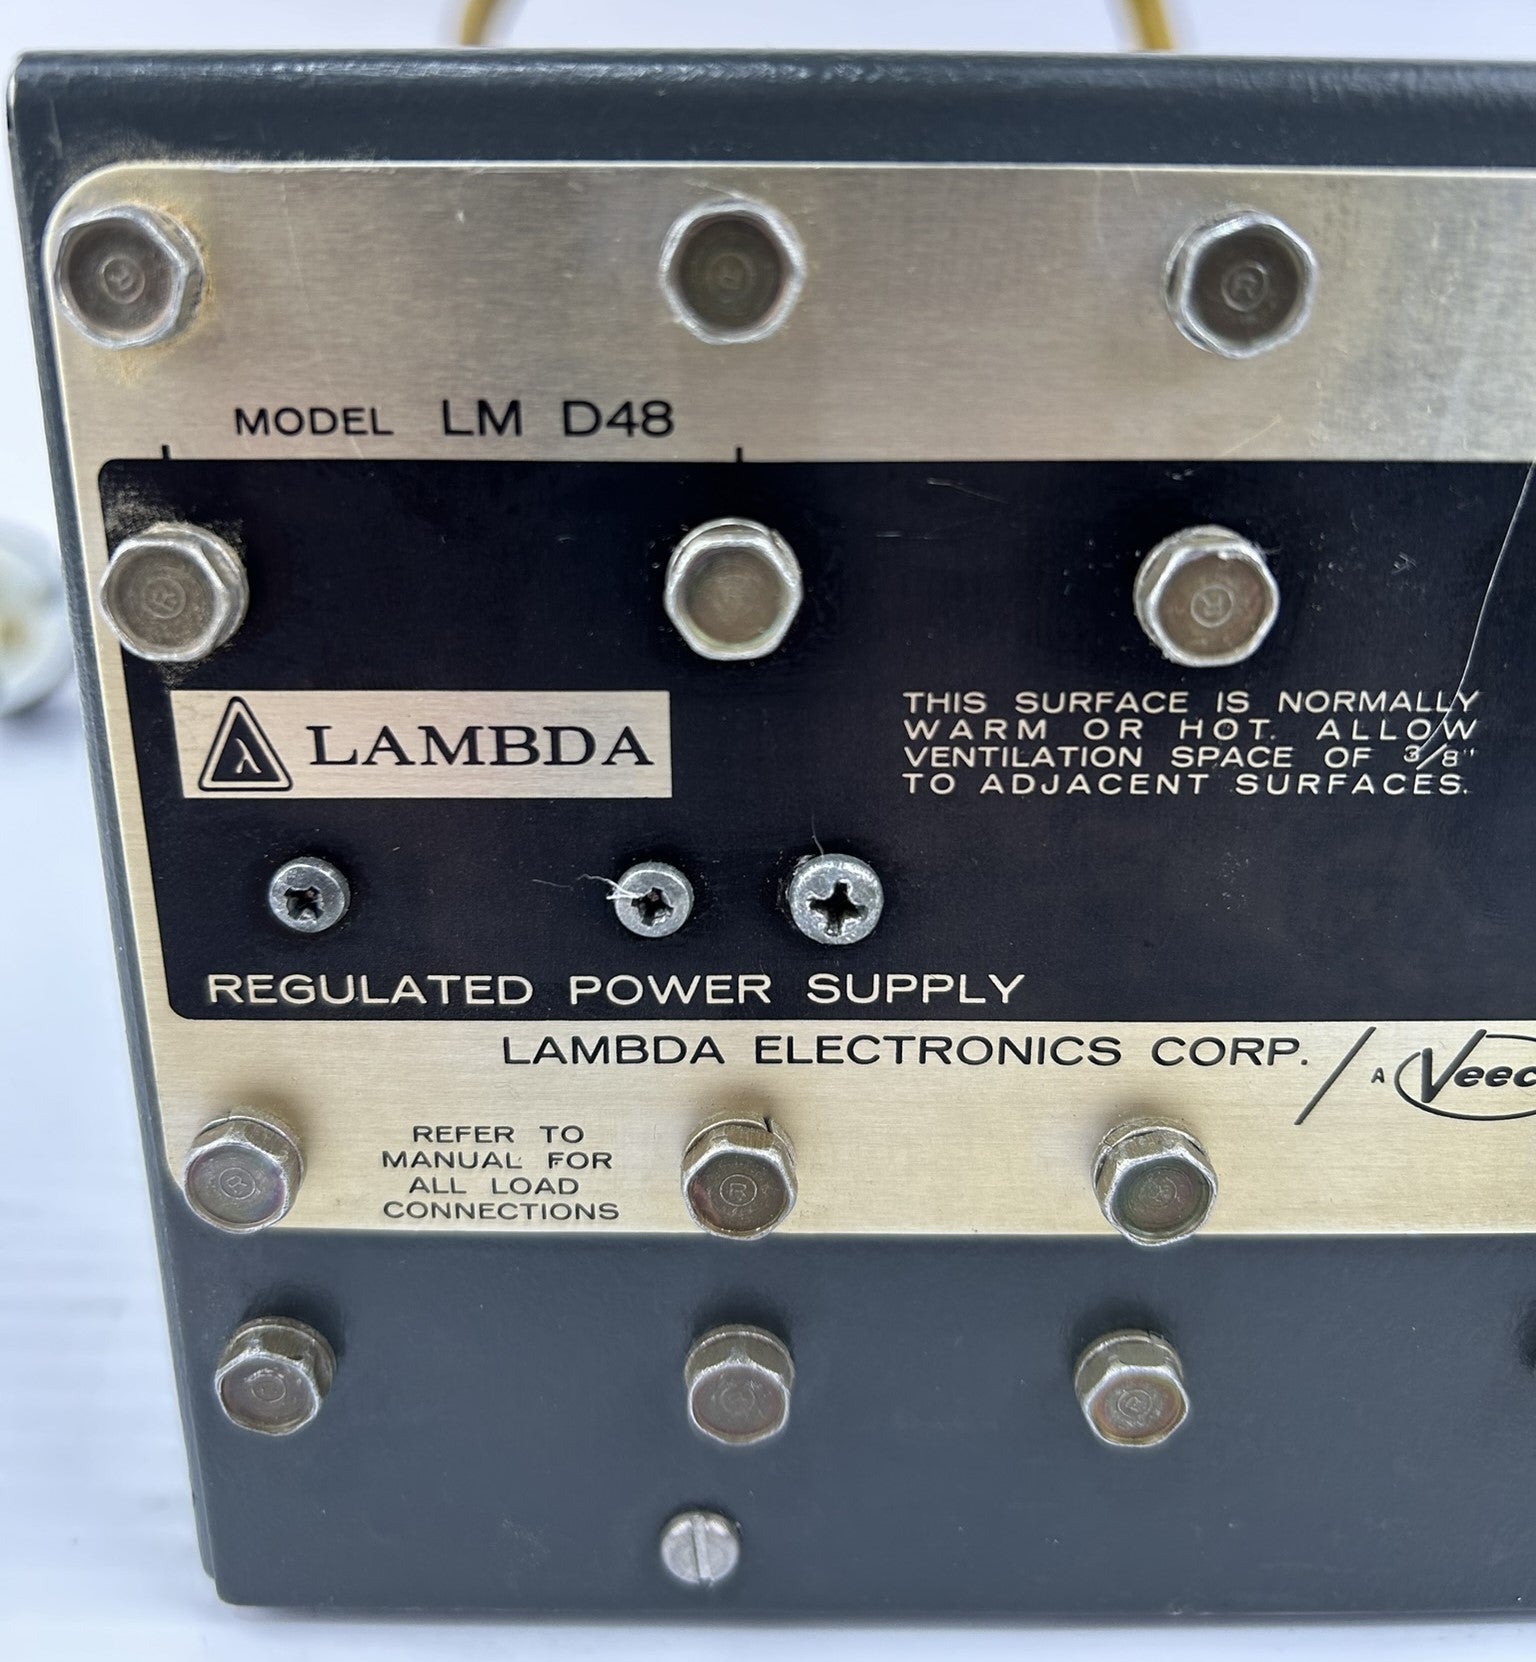 MODEL LM D48
λ LAMBDA
THIS SURFACE IS NORMALLY
WARM OR HOT. ALLOW
VENTILATION SPACE OF 3/8"
TO ADJACENT SURFACES.
REGULATED POWER SUPPLY
LAMBDA ELECTRONICS CORP. / A Veec
REFER TO
MANUAL FOR
ALL LOAD
CONNECTIONS